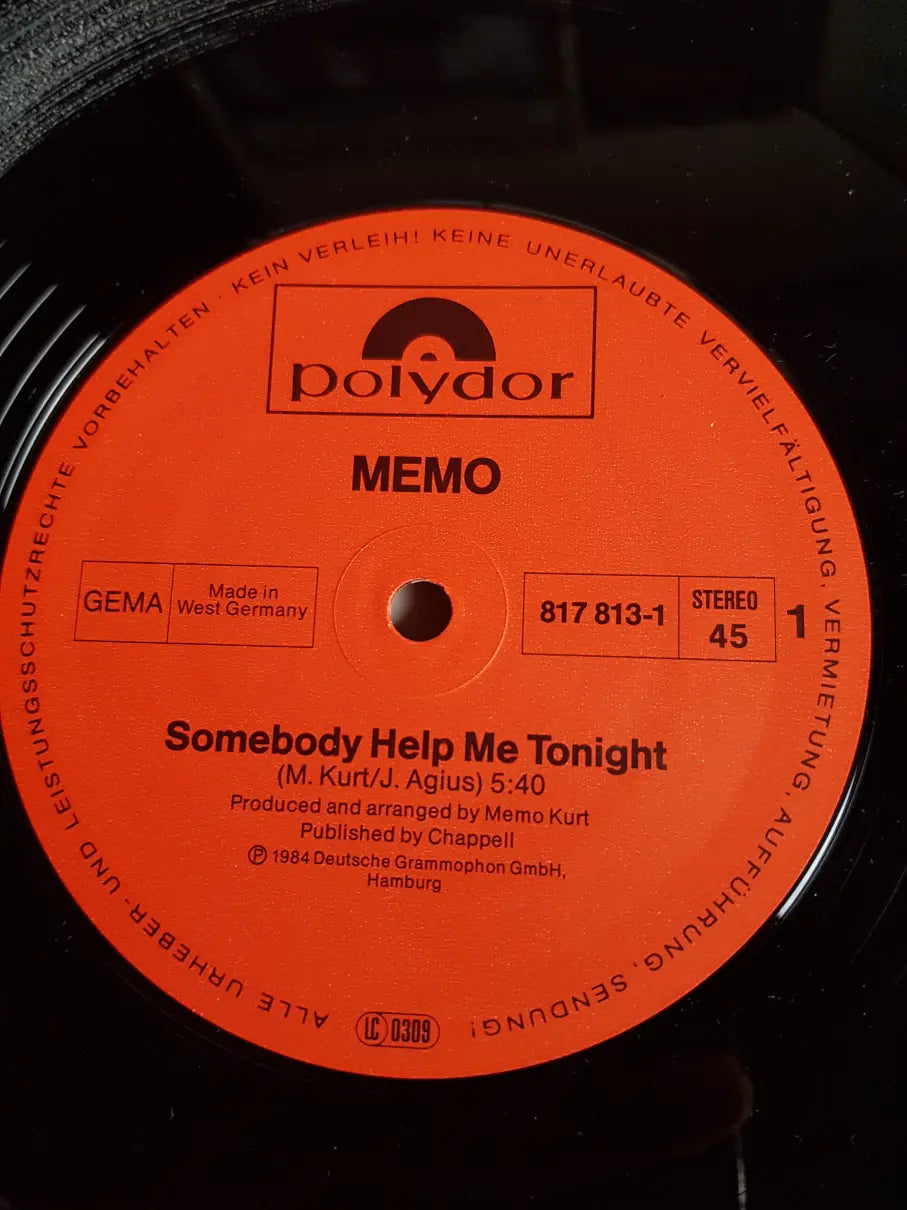 ALLE URHEBER- UND LEISTUNGSSCHUTZRECHTE VORBEHALTEN · KEIN VERLEIH! KEINE UNERLAUBTE VERVIELFÄLTIGUNG, VERMIETUNG, AUFFÜHRUNG, SENDUNG!
polydor
MEMO
GEMA
Made in
West Germany
817 813-1
STEREO
45
1
Somebody Help Me Tonight
(M. Kurt/J. Agius) 5:40
Produced and arranged by Memo Kurt
Published by Chappell
℗ 1984 Deutsche Grammophon GmbH,
Hamburg
LC 0309